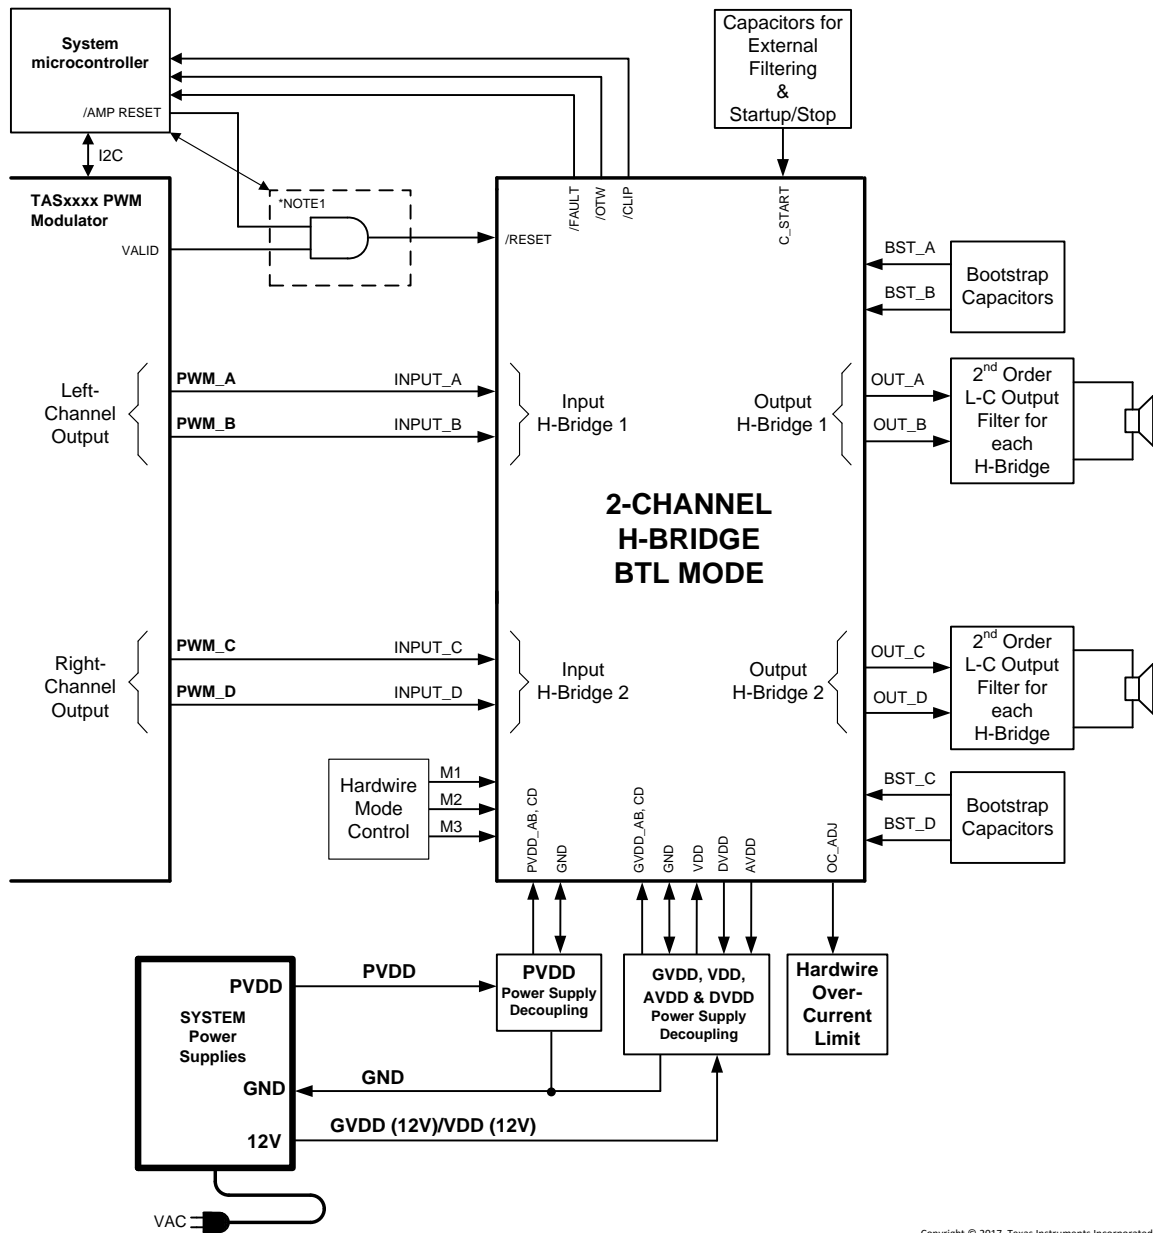 System
microcontroller
/AMP RESET
I2C
TASxxxx PWM
Modulator
VALID
*NOTE1
/RESET
/FAULT
/OTW
/CLIP
Capacitors for
External
Filtering
&
Startup/Stop
C_START
BST_A
BST_B
Bootstrap
Capacitors
Left-
Channel
Output
PWM_A
PWM_B
INPUT_A
INPUT_B
Input
H-Bridge 1
Output
H-Bridge 1
OUT_A
OUT_B
2nd Order
L-C Output
Filter for
each
H-Bridge
2-CHANNEL
H-BRIDGE
BTL MODE
Right-
Channel
Output
PWM_C
PWM_D
INPUT_C
INPUT_D
Input
H-Bridge 2
Output
H-Bridge 2
OUT_C
OUT_D
2nd Order
L-C Output
Filter for
each
H-Bridge
Hardwire
Mode
Control
M1
M2
M3
PVDD_AB, CD
GND
GVDD_AB, CD
GND
VDD
DVDD
AVDD
OC_ADJ
BST_C
BST_D
Bootstrap
Capacitors
PVDD
SYSTEM
Power
Supplies
GND
12V
PVDD
PVDD
Power Supply
Decoupling
GVDD, VDD,
AVDD & DVDD
Power Supply
Decoupling
Hardwire
Over-
Current
Limit
GND
GVDD (12V)/VDD (12V)
VAC
Copyright © 2017, Texas Instruments Incorporated